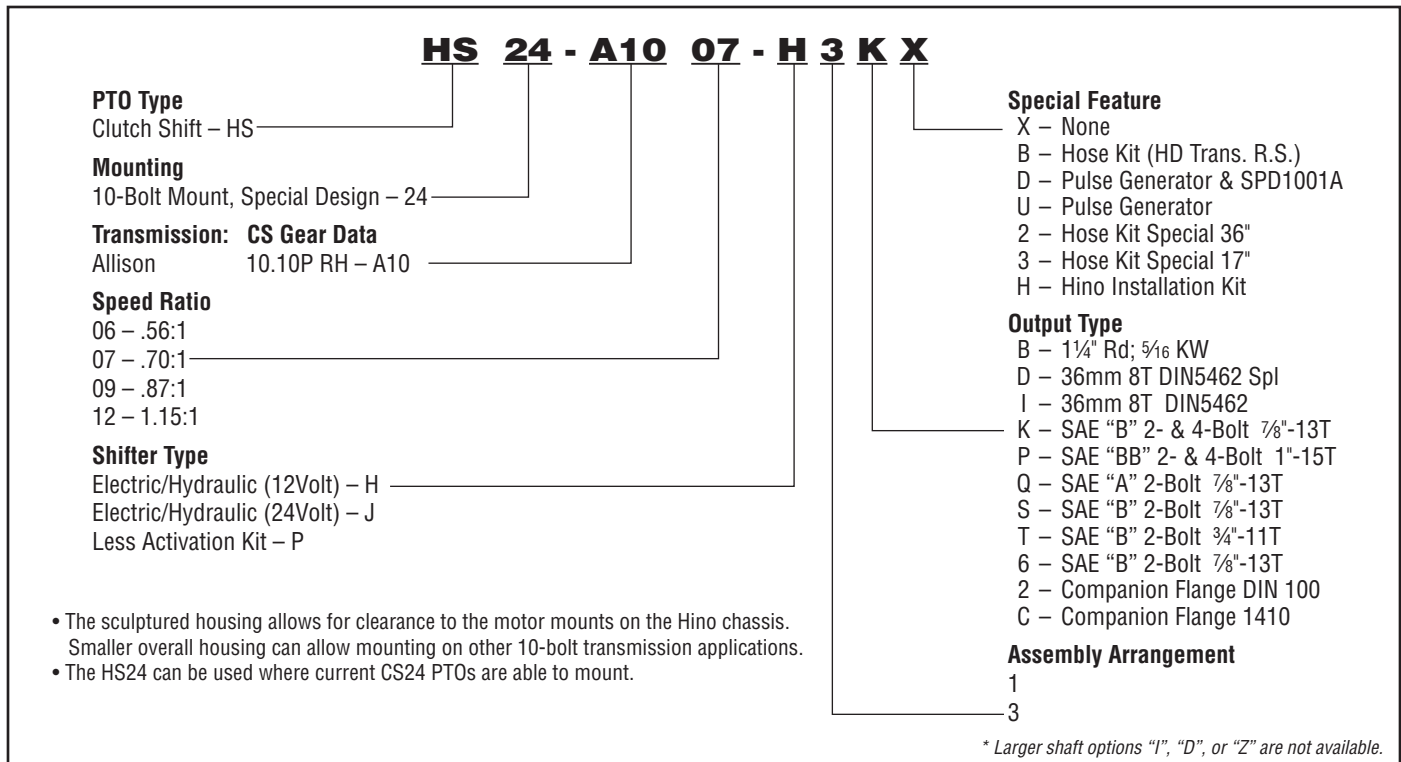 HS 24 - A10 07 - H 3 K X
PTO Type
Clutch Shift – HS
Mounting
10-Bolt Mount, Special Design – 24
Transmission: CS Gear Data
Allison 10.10P RH – A10
Speed Ratio
06 – .56:1
07 – .70:1
09 – .87:1
12 – 1.15:1
Shifter Type
Electric/Hydraulic (12Volt) – H
Electric/Hydraulic (24Volt) – J
Less Activation Kit – P
• The sculptured housing allows for clearance to the motor mounts on the Hino chassis.
Smaller overall housing can allow mounting on other 10-bolt transmission applications.
• The HS24 can be used where current CS24 PTOs are able to mount.
Special Feature
X – None
B – Hose Kit (HD Trans. R.S.)
D – Pulse Generator & SPD1001A
U – Pulse Generator
2 – Hose Kit Special 36"
3 – Hose Kit Special 17"
H – Hino Installation Kit
Output Type
B – 1¼" Rd; 5⁄16 KW
D – 36mm 8T DIN5462 Spl
I – 36mm 8T DIN5462
K – SAE “B” 2- & 4-Bolt ⅞"-13T
P – SAE “BB” 2- & 4-Bolt 1"-15T
Q – SAE “A” 2-Bolt ⅞"-13T
S – SAE “B” 2-Bolt ⅞"-13T
T – SAE “B” 2-Bolt ¾"-11T
6 – SAE “B” 2-Bolt ⅞"-13T
2 – Companion Flange DIN 100
C – Companion Flange 1410
Assembly Arrangement
1
3
* Larger shaft options “I”, “D”, or “Z” are not available.